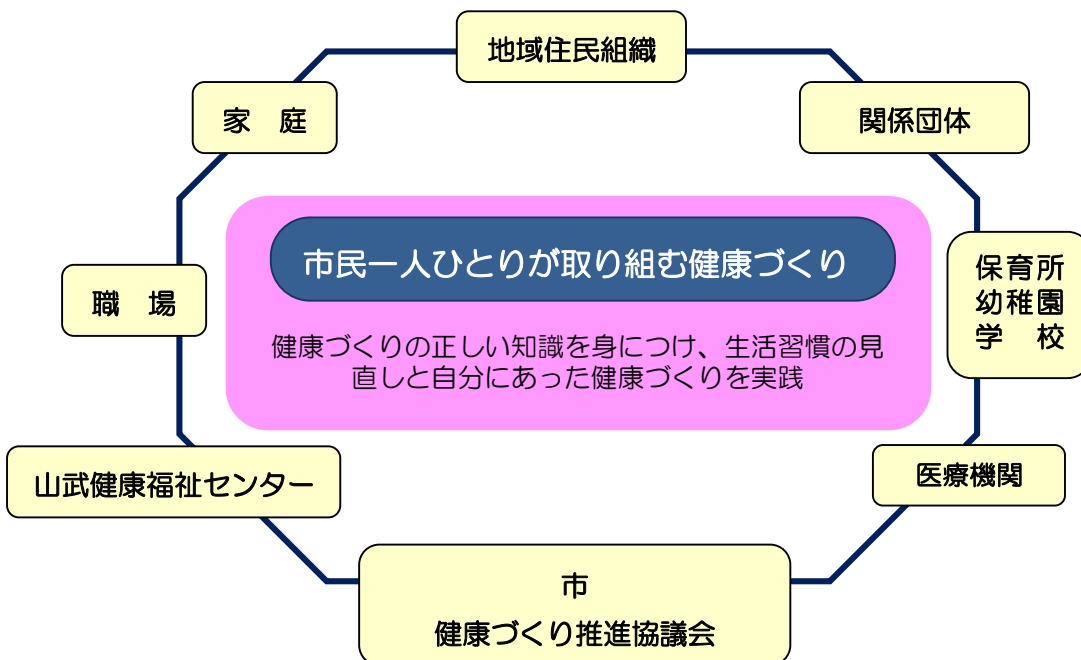 地域住民組織
家　庭
関係団体
市民一人ひとりが取り組む健康づくり
保育所
幼稚園
学　校
職　場
健康づくりの正しい知識を身につけ、生活習慣の見
直しと自分にあった健康づくりを実践
山武健康福祉センター
医療機関
市
健康づくり推進協議会